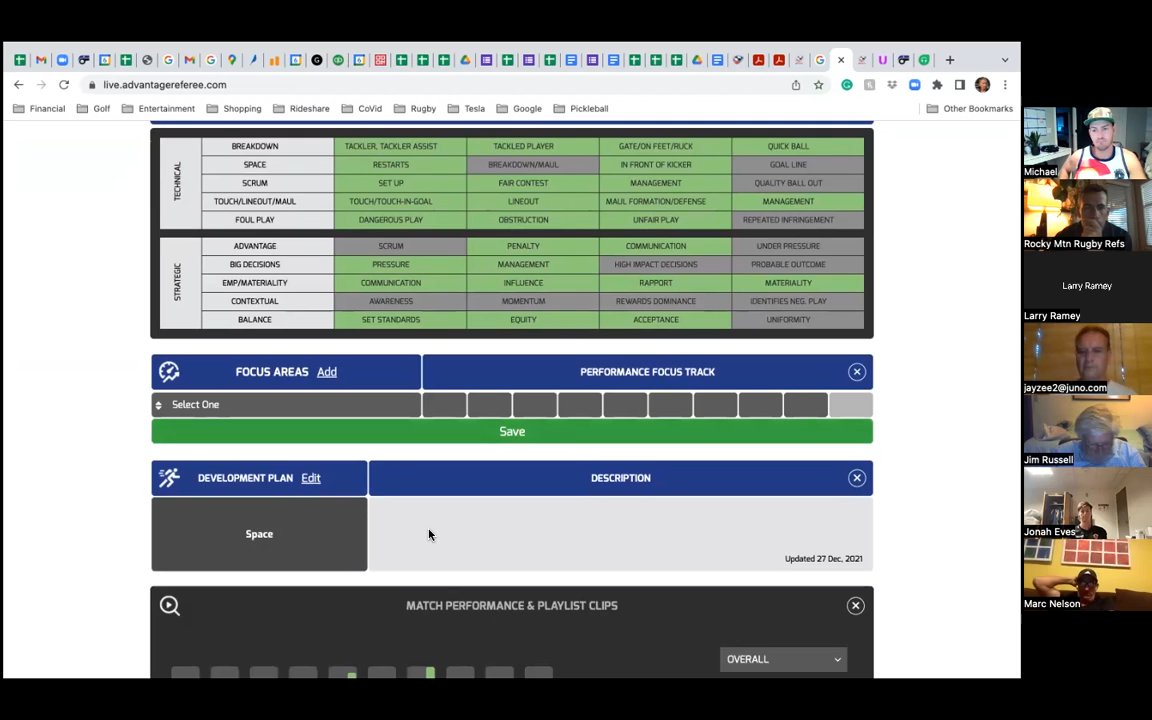 live.advantagereferee.com
Financial Golf Entertainment Shopping Rideshare CoVid Rugby Tesla Google Pickleball Other Bookmarks
TECHNICAL
BREAKDOWN TACKLER, TACKLER ASSIST TACKLED PLAYER GATE/ON FEET/RUCK QUICK BALL
SPACE RESTARTS BREAKDOWN/MAUL IN FRONT OF KICKER GOAL LINE
SCRUM SET UP FAIR CONTEST MANAGEMENT QUALITY BALL OUT
TOUCH/LINEOUT/MAUL TOUCH/TOUCH-IN-GOAL LINEOUT MAUL FORMATION/DEFENSE MANAGEMENT
FOUL PLAY DANGEROUS PLAY OBSTRUCTION UNFAIR PLAY REPEATED INFRINGEMENT
STRATEGIC
ADVANTAGE SCRUM PENALTY COMMUNICATION UNDER PRESSURE
BIG DECISIONS PRESSURE MANAGEMENT HIGH IMPACT DECISIONS PROBABLE OUTCOME
EMP/MATERIALITY COMMUNICATION INFLUENCE RAPPORT MATERIALITY
CONTEXTUAL AWARENESS MOMENTUM REWARDS DOMINANCE IDENTIFIES NEG. PLAY
BALANCE SET STANDARDS EQUITY ACCEPTANCE UNIFORMITY
FOCUS AREAS Add PERFORMANCE FOCUS TRACK
Select One
Save
DEVELOPMENT PLAN Edit DESCRIPTION
Space
Updated 27 Dec, 2021
MATCH PERFORMANCE & PLAYLIST CLIPS
OVERALL
Michael
Rocky Mtn Rugby Refs
Larry Ramey
Larry Ramey
jayzee2@juno.com
Jim Russell
Jonah Eves
Marc Nelson